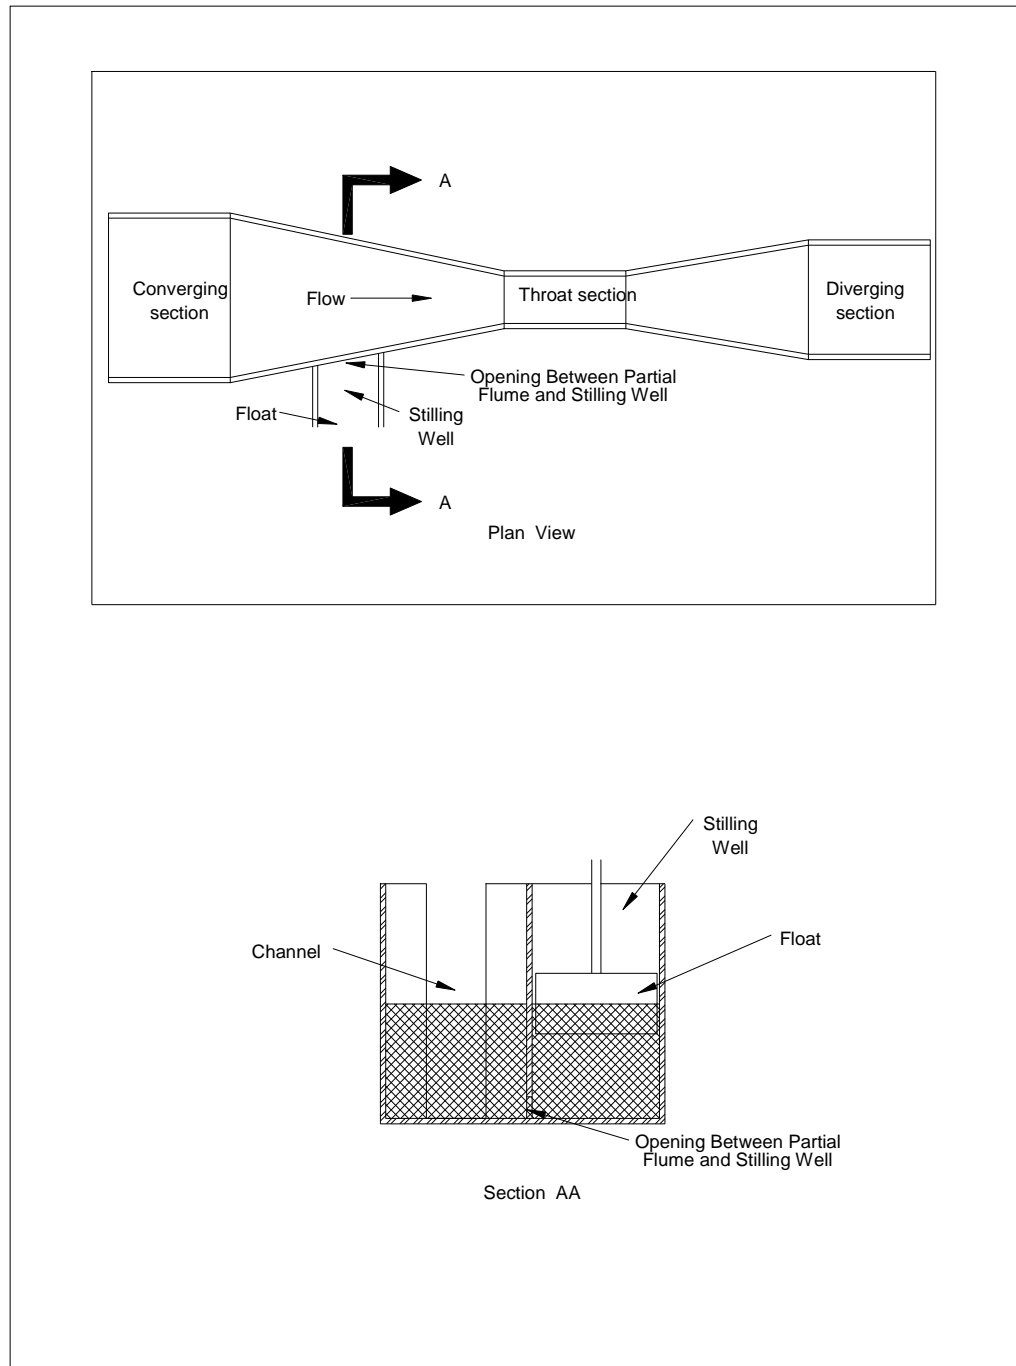 A
Converging
section
Flow
Throat section
Diverging
section
Opening Between Partial
Flume and Stilling Well
Float
Stilling
Well
A
Plan View
Stilling
Well
Channel
Float
Opening Between Partial
Flume and Stilling Well
Section AA